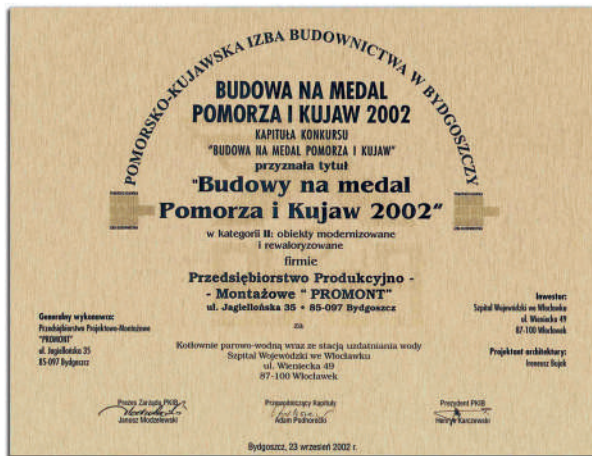 POMORSKO-KUJAWSKA IZBA BUDOWNICTWA W BYDGOSZCZY
BUDOWA NA MEDAL
POMORZA I KUJAW 2002
KAPITUŁA KONKURSU
"BUDOWA NA MEDAL POMORZA I KUJAW"
przyznała tytuł
"Budowy na medal
Pomorza i Kujaw 2002"
w kategorii II: obiekty modernizowane
i rewaloryzowane
firmie
Przedsiębiorstwo Produkcyjno -
- Montażowe " PROMONT"
ul. Jagiellońska 35 • 85-097 Bydgoszcz
za
Kotłownie parowo-wodną wraz ze stacją uzdatniania wody
Szpital Wojewódzki we Włocławku
ul. Wieniecka 49
87-100 Włocławek
Generalny wykonawca:
Przedsiębiorstwo Projektowo-Montażowe
"PROMONT"
ul. Jagiellońska 35
85-097 Bydgoszcz
Inwestor:
Szpital Wojewódzki we Włocławku
ul. Wieniecka 49
87-100 Włocławek
Projektant architektury:
Ireneusz Bujek
Prezes Zarządu PKIB
Janusz Modzelewski
Przewodniczący Kapituły
Adam Podhorecki
Prezydent PKIB
Henryk Karczewski
Bydgoszcz, 23 wrzesień 2002 r.